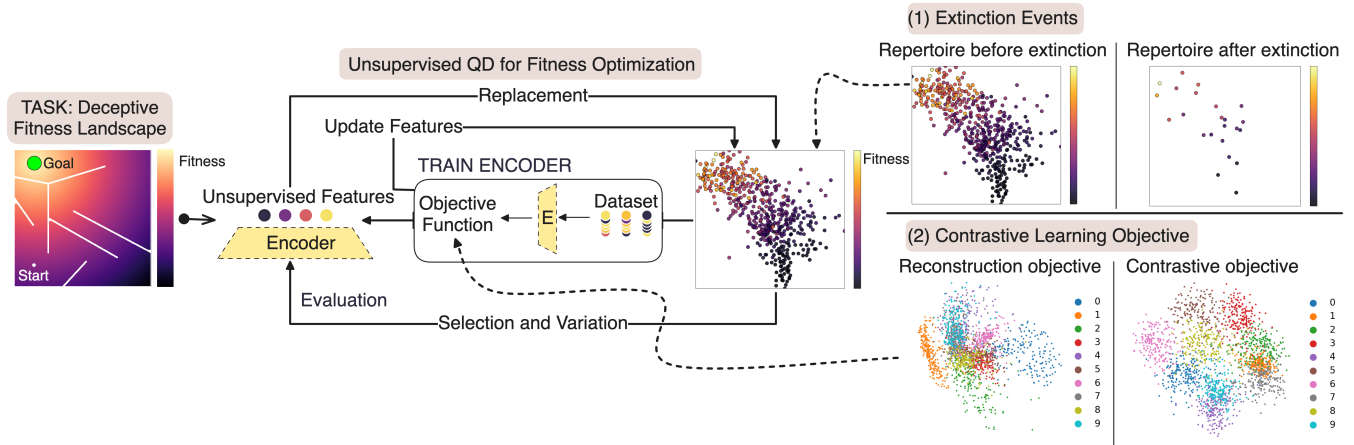 TASK: Deceptive
Fitness Landscape
Goal
Start
Fitness
Unsupervised QD for Fitness Optimization
Replacement
Update Features
TRAIN ENCODER
Unsupervised Features
Encoder
Objective
Function
E
Dataset
Evaluation
Selection and Variation
Fitness
(1) Extinction Events
Repertoire before extinction
Repertoire after extinction
(2) Contrastive Learning Objective
Reconstruction objective
0
1
2
3
4
5
6
7
8
9
Contrastive objective
0
1
2
3
4
5
6
7
8
9